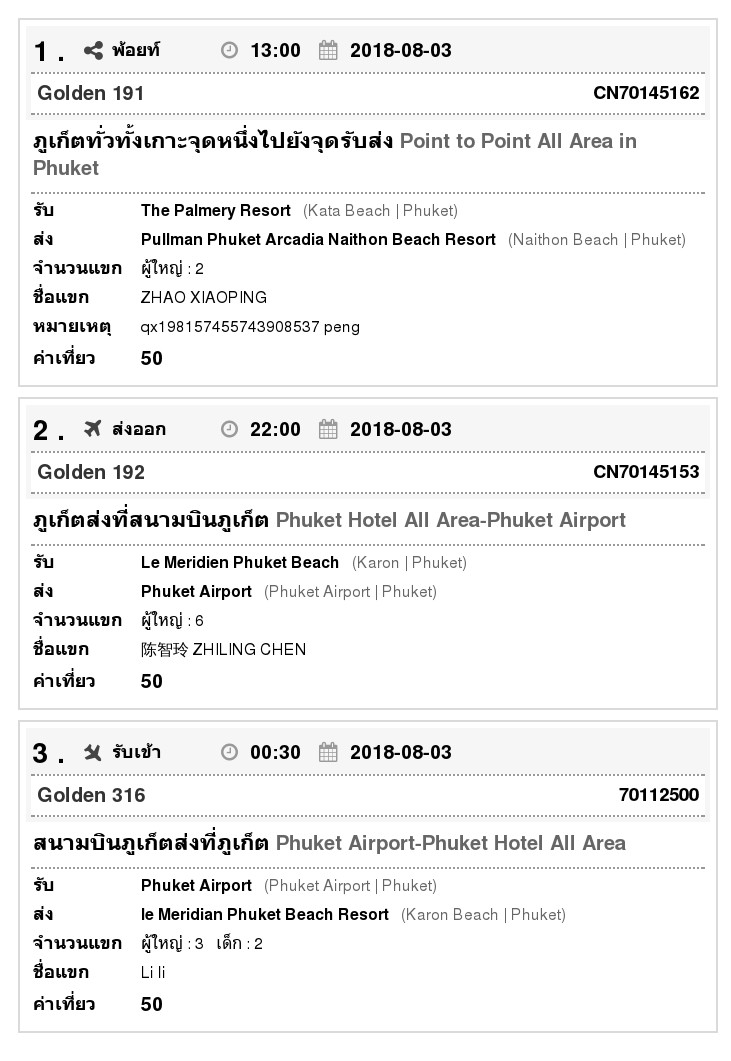 1 . พ้อยท์ 13:00 2018-08-03
Golden 191 CN70145162
ภูเก็ตทั่วทั้งเกาะจุดหนึ่งไปยังจุดรับส่ง Point to Point All Area in
Phuket
รับ The Palmery Resort (Kata Beach | Phuket)
ส่ง Pullman Phuket Arcadia Naithon Beach Resort (Naithon Beach | Phuket)
จำนวนแขก ผู้ใหญ่ : 2
ชื่อแขก ZHAO XIAOPING
หมายเหตุ qx198157455743908537 peng
ค่าเที่ยว 50
2 . ส่งออก 22:00 2018-08-03
Golden 192 CN70145153
ภูเก็ตส่งที่สนามบินภูเก็ต Phuket Hotel All Area-Phuket Airport
รับ Le Meridien Phuket Beach (Karon | Phuket)
ส่ง Phuket Airport (Phuket Airport | Phuket)
จำนวนแขก ผู้ใหญ่ : 6
ชื่อแขก 陈智玲 ZHILING CHEN
ค่าเที่ยว 50
3 . รับเข้า 00:30 2018-08-03
Golden 316 70112500
สนามบินภูเก็ตส่งที่ภูเก็ต Phuket Airport-Phuket Hotel All Area
รับ Phuket Airport (Phuket Airport | Phuket)
ส่ง le Meridian Phuket Beach Resort (Karon Beach | Phuket)
จำนวนแขก ผู้ใหญ่ : 3 เด็ก : 2
ชื่อแขก Li li
ค่าเที่ยว 50